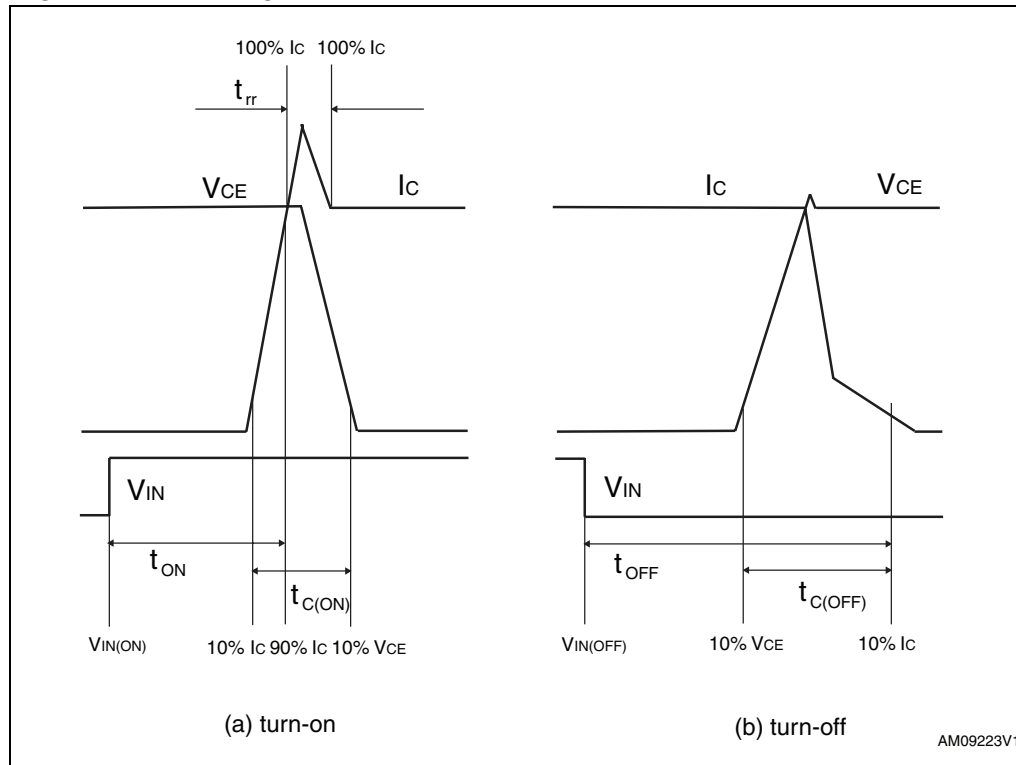 100% IC 100% IC
trr
VCE
IC
IC
VCE
VIN
VIN
tON
tOFF
tC(ON)
tC(OFF)
VIN(ON)
10% IC 90% IC 10% VCE
VIN(OFF)
10% VCE
10% IC
(a) turn-on
(b) turn-off
AM09223V1